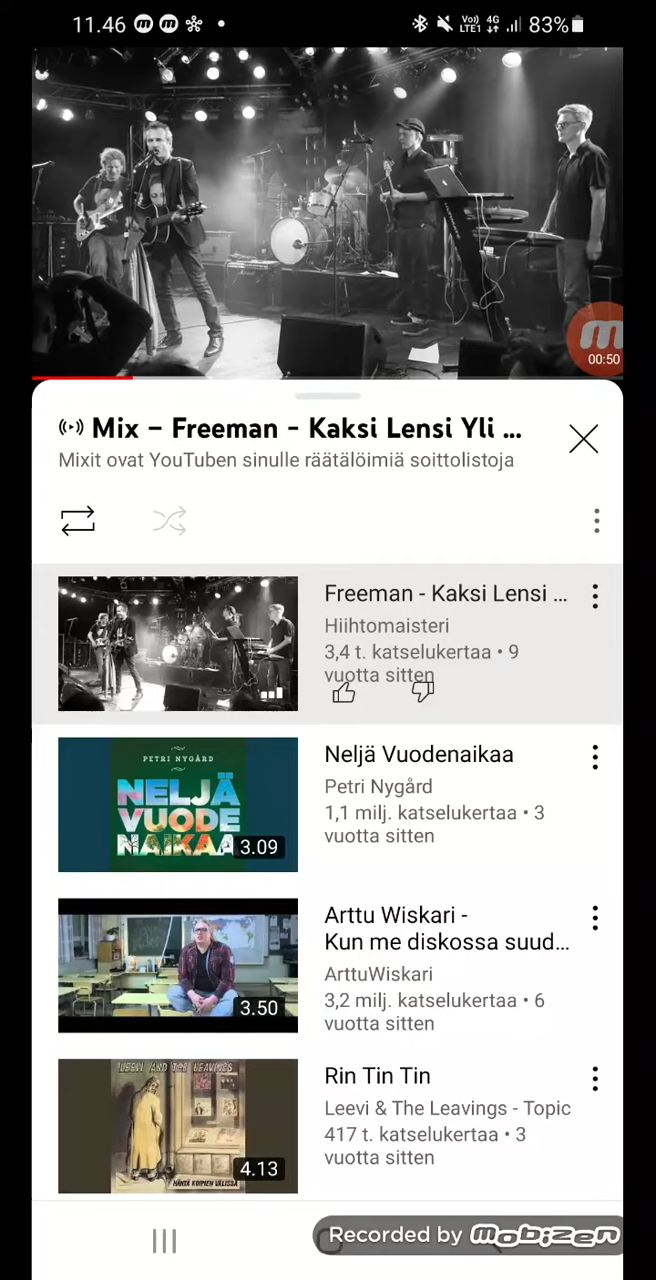 11.46
Vo))
LTE1
4G
83%
00:50
Mix – Freeman - Kaksi Lensi Yli ...
Mixit ovat YouTuben sinulle räätälöimiä soittolistoja
Freeman - Kaksi Lensi ...
Hiihtomaisteri
3,4 t. katselukertaa • 9
vuotta sitten
PETRI NYGÅRD
NELJÄ
VUODE
NAIKAA
3.09
Neljä Vuodenaikaa
Petri Nygård
1,1 milj. katselukertaa • 3
vuotta sitten
3.50
Arttu Wiskari -
Kun me diskossa suud...
ArttuWiskari
3,2 milj. katselukertaa • 6
vuotta sitten
LEEVI AND THE LEAVINGS
HÄNTÄ KOIPIEN VÄLISSÄ
4.13
Rin Tin Tin
Leevi & The Leavings - Topic
417 t. katselukertaa • 3
vuotta sitten
Recorded by mobizen